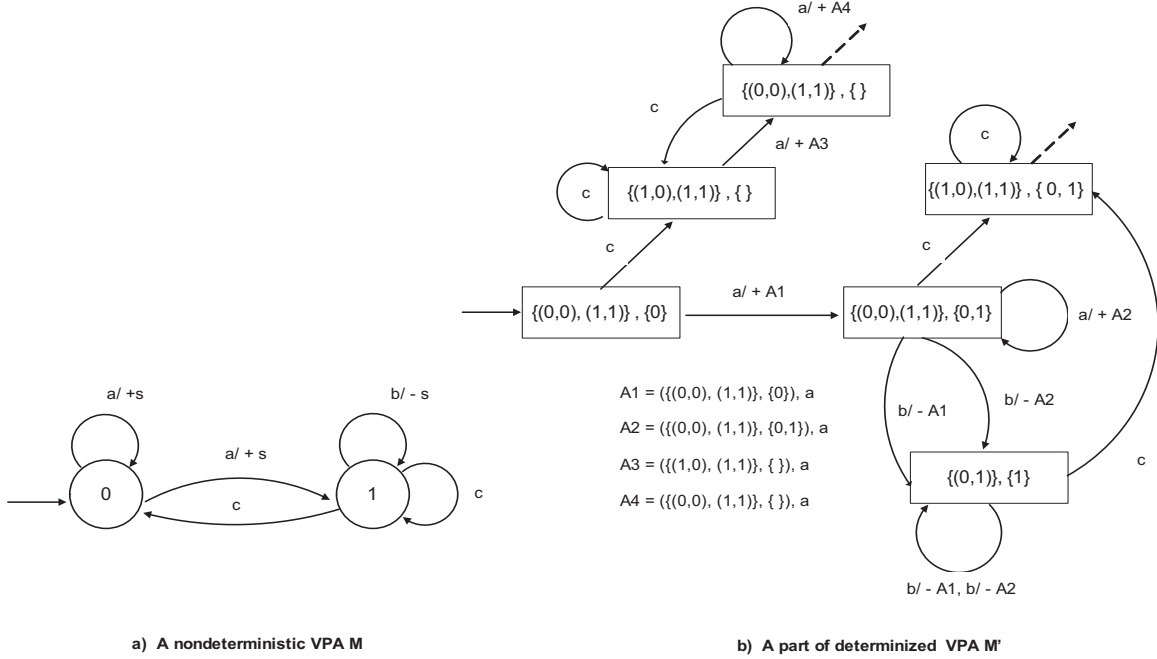 a/ + A4
{(0,0),(1,1)} , { }
c
a/ + A3
c
{(1,0),(1,1)} , { }
c
c
{(1,0),(1,1)} , { 0, 1}
c
{(0,0), (1,1)} , {0}
a/ + A1
{(0,0),(1,1)}, {0,1}
a/ + A2
b/ - A1
b/ - A2
c
{(0,1)}, {1}
b/ - A1, b/ - A2
A1 = ({(0,0), (1,1)}, {0}), a
A2 = ({(0,0), (1,1)}, {0,1}), a
A3 = ({(1,0), (1,1)}, { }), a
A4 = ({(0,0), (1,1)}, { }), a
a/ +s
b/ - s
a/ + s
0
1
c
c
a) A nondeterministic VPA M
b) A part of determinized VPA M'